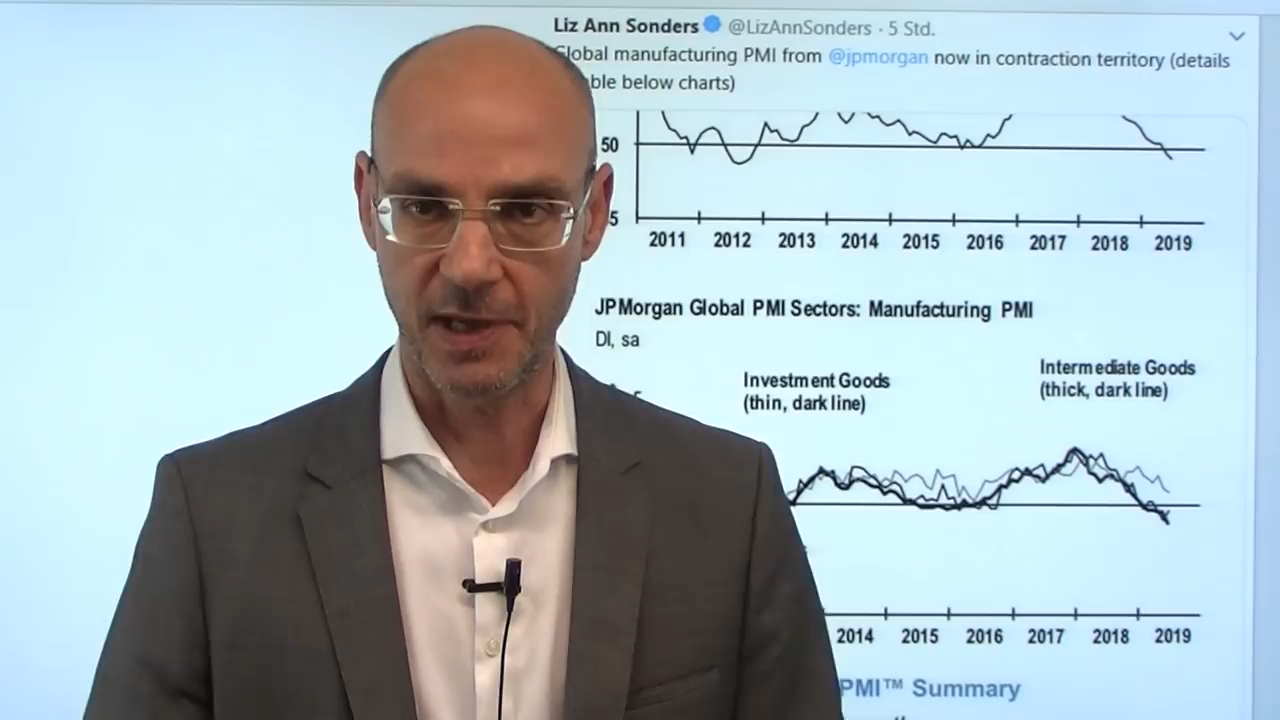 Liz Ann Sonders @LizAnnSonders · 5 Std.
Global manufacturing PMI from @jpmorgan now in contraction territory (details
below charts)
50
5
2011 2012 2013 2014 2015 2016 2017 2018 2019
JPMorgan Global PMI Sectors: Manufacturing PMI
DI, sa
Investment Goods
(thin, dark line)
Intermediate Goods
(thick, dark line)
2014 2015 2016 2017 2018 2019
PMI™ Summary